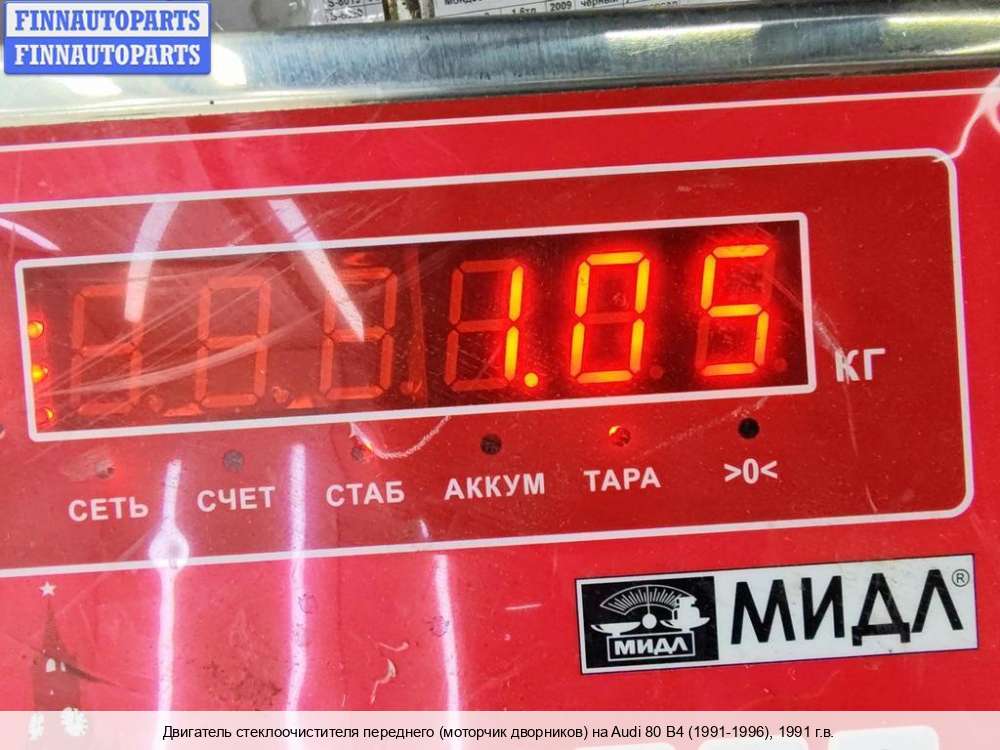 FINNAUTOPARTS
FINNAUTOPARTS
2009
1.05
КГ
СЕТЬ СЧЕТ СТАБ АККУМ ТАРА >0<
МИДЛ МИДЛ®
Двигатель стеклоочистителя переднего (моторчик дворников) на Audi 80 B4 (1991-1996), 1991 г.в.